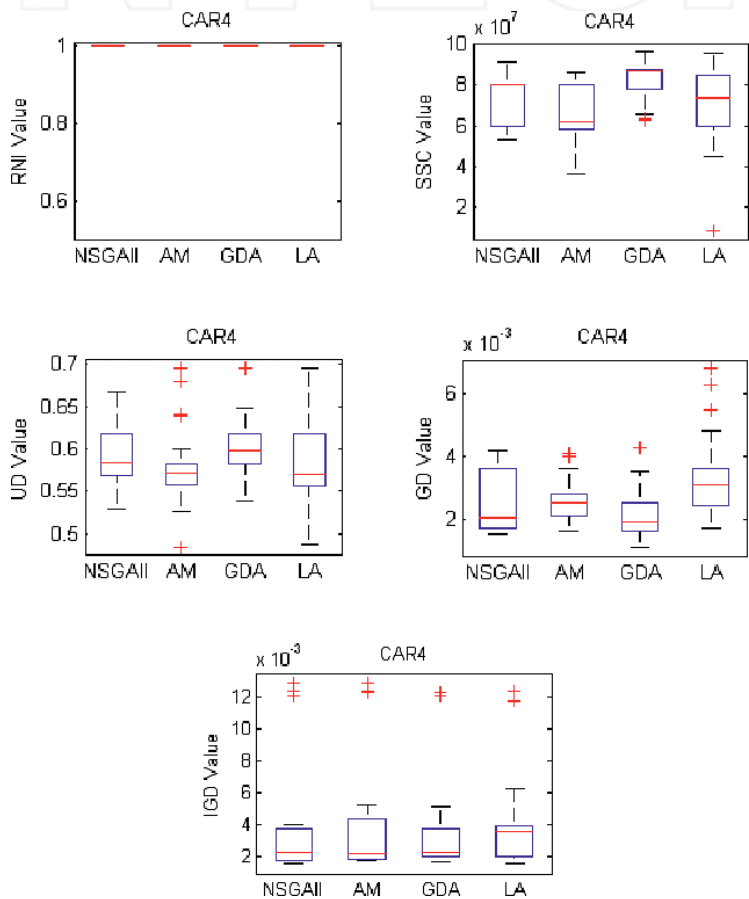 CAR4
1
0.8
0.6
RNI Value
NSGAII AM GDA LA
x 10^7
CAR4
10
8
6
4
2
SSC Value
NSGAII AM GDA LA
CAR4
0.7
0.65
0.6
0.55
0.5
UD Value
NSGAII AM GDA LA
x 10^-3
CAR4
6
4
2
GD Value
NSGAII AM GDA LA
x 10^-3
CAR4
12
10
8
6
4
2
IGD Value
NSGAII AM GDA LA